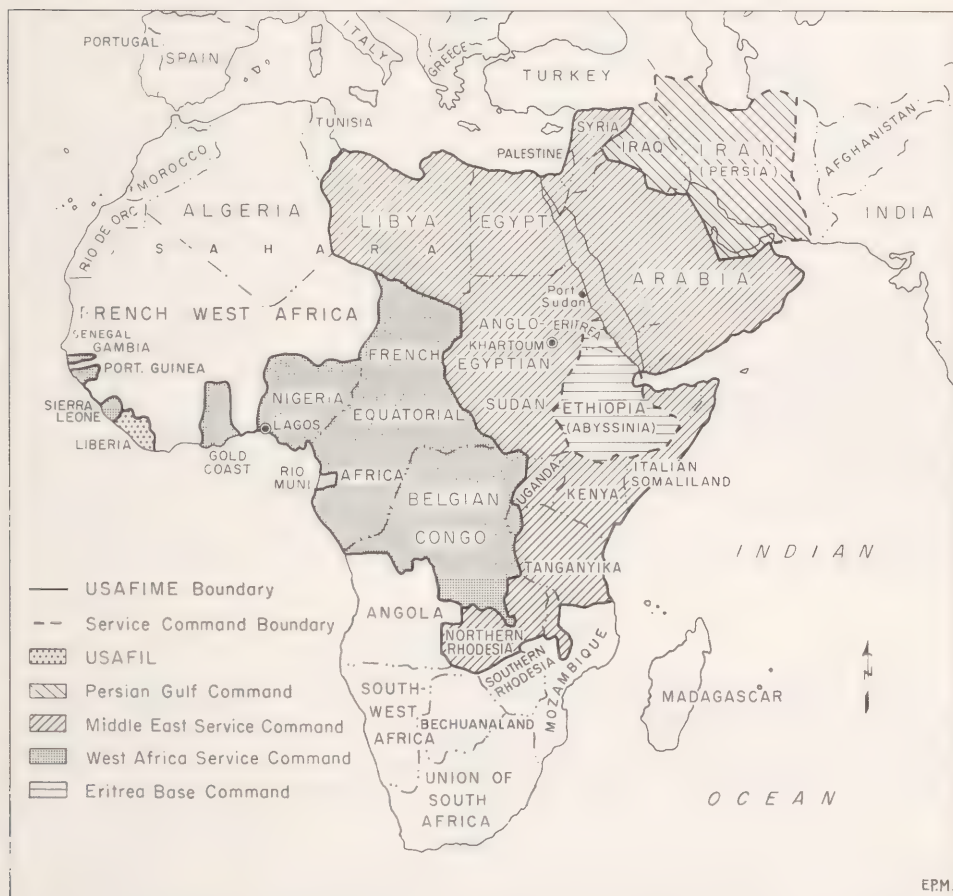 PORTUGAL
SPAIN
ITALY
GREECE
TURKEY
TUNISIA
SYRIA
PALESTINE
IRAQ
IRAN
(PERSIA)
AFGHANISTAN
INDIA
MOROCCO
ALGERIA
RIO DE ORO
SAHARA
LIBYA
EGYPT
ARABIA
Port
Sudan
FRENCH WEST AFRICA
SENEGAL
GAMBIA
PORT. GUINEA
SIERRA
LEONE
LIBERIA
GOLD
COAST
NIGERIA
LAGOS
FRENCH
EQUATORIAL
AFRICA
RIO
MUNI
ANGLO-
EGYPTIAN
SUDAN
KHARTOUM
ERITREA
ETHIOPIA
(ABYSSINIA)
ITALIAN
SOMALILAND
UGANDA
KENYA
BELGIAN
CONGO
TANGANYIKA
ANGOLA
NORTHERN
RHODESIA
SOUTHERN
RHODESIA
MOZAMBIQUE
MADAGASCAR
SOUTH-
WEST
AFRICA
BECHUANALAND
UNION OF
SOUTH
AFRICA
INDIAN
OCEAN
N
USAFIME Boundary
Service Command Boundary
USAFIL
Persian Gulf Command
Middle East Service Command
West Africa Service Command
Eritrea Base Command
E.P.M.